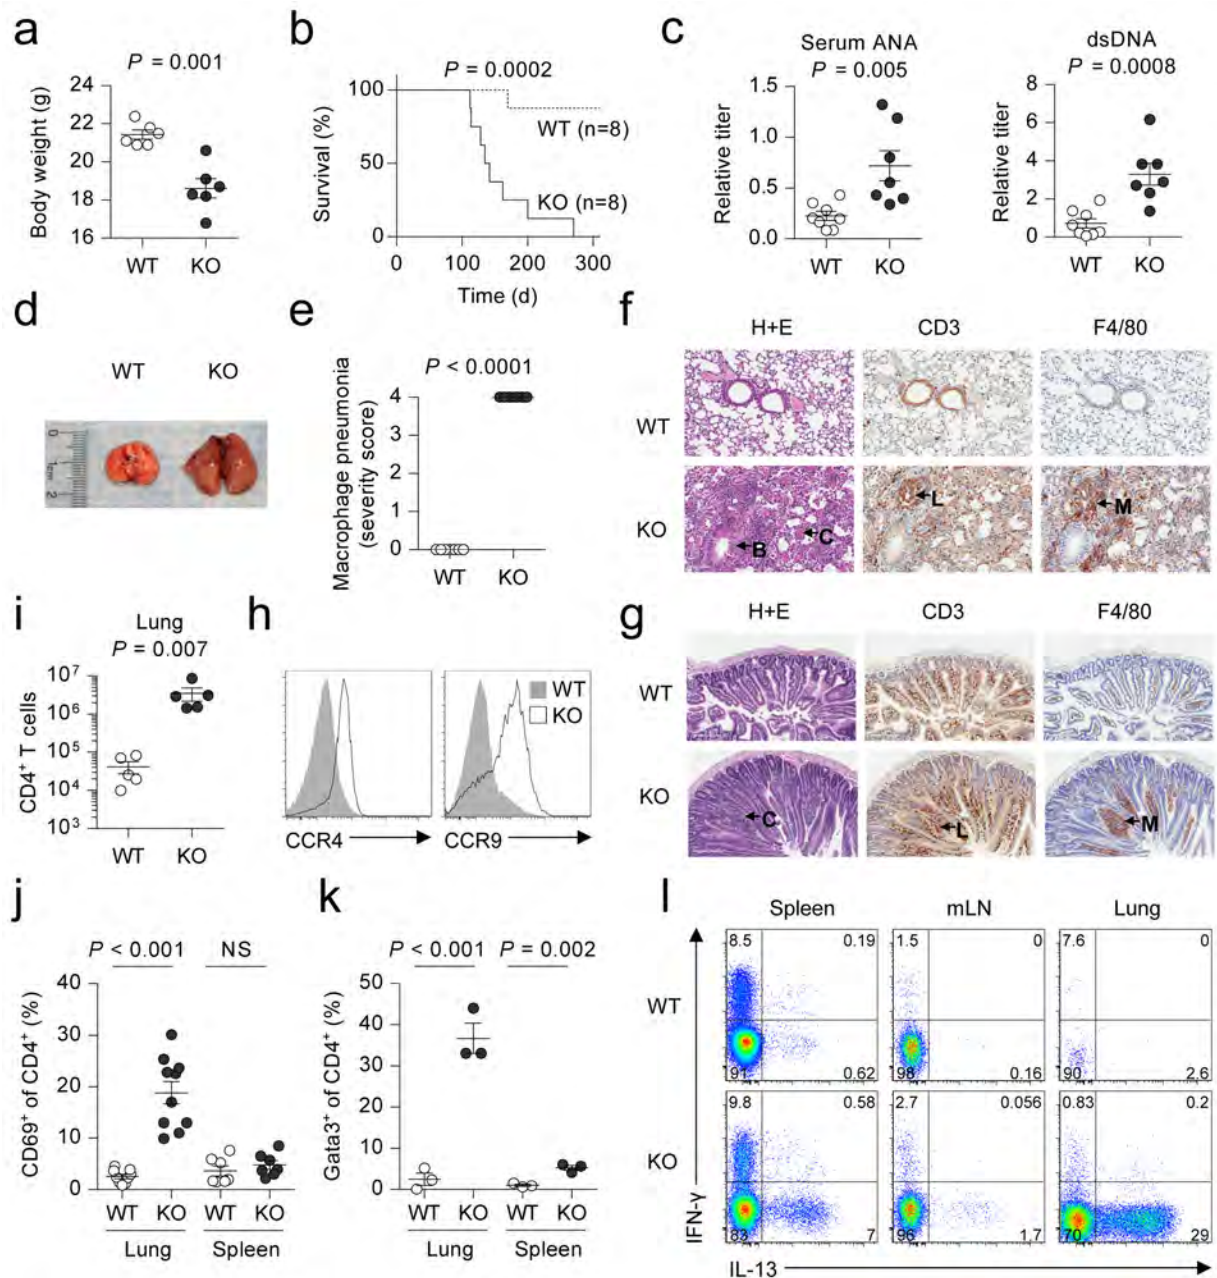 a
P = 0.001
Body weight (g)
24
22
20
18
16
WT KO
b
P = 0.0002
Survival (%)
100
50
0
WT (n=8)
KO (n=8)
0 100 200 300
Time (d)
c
Serum ANA
P = 0.005
Relative titer
1.5
1.0
0.5
0.0
WT KO
dsDNA
P = 0.0008
Relative titer
8
6
4
2
0
WT KO
d
WT KO
0
1cm
2
e
P < 0.0001
Macrophage pneumonia
(severity score)
4
3
2
1
0
WT KO
f
H+E CD3 F4/80
WT
KO
B
C
L
M
i
Lung
P = 0.007
CD4+ T cells
10⁷
10⁶
10⁵
10⁴
10³
WT KO
h
WT
KO
CCR4
CCR9
g
H+E CD3 F4/80
WT
KO
C
L
M
j
P < 0.001 NS
CD69+ of CD4+ (%)
40
30
20
10
0
WT KO WT KO
Lung Spleen
k
P < 0.001 P = 0.002
Gata3+ of CD4+ (%)
50
40
30
20
10
0
WT KO WT KO
Lung Spleen
l
Spleen mLN Lung
WT
8.5 0.19
91 0.62
1.5 0
98 0.16
7.6 0
90 2.6
KO
9.8 0.58
83 7
2.7 0.056
96 1.7
0.83 0.2
70 29
IFN-γ
IL-13